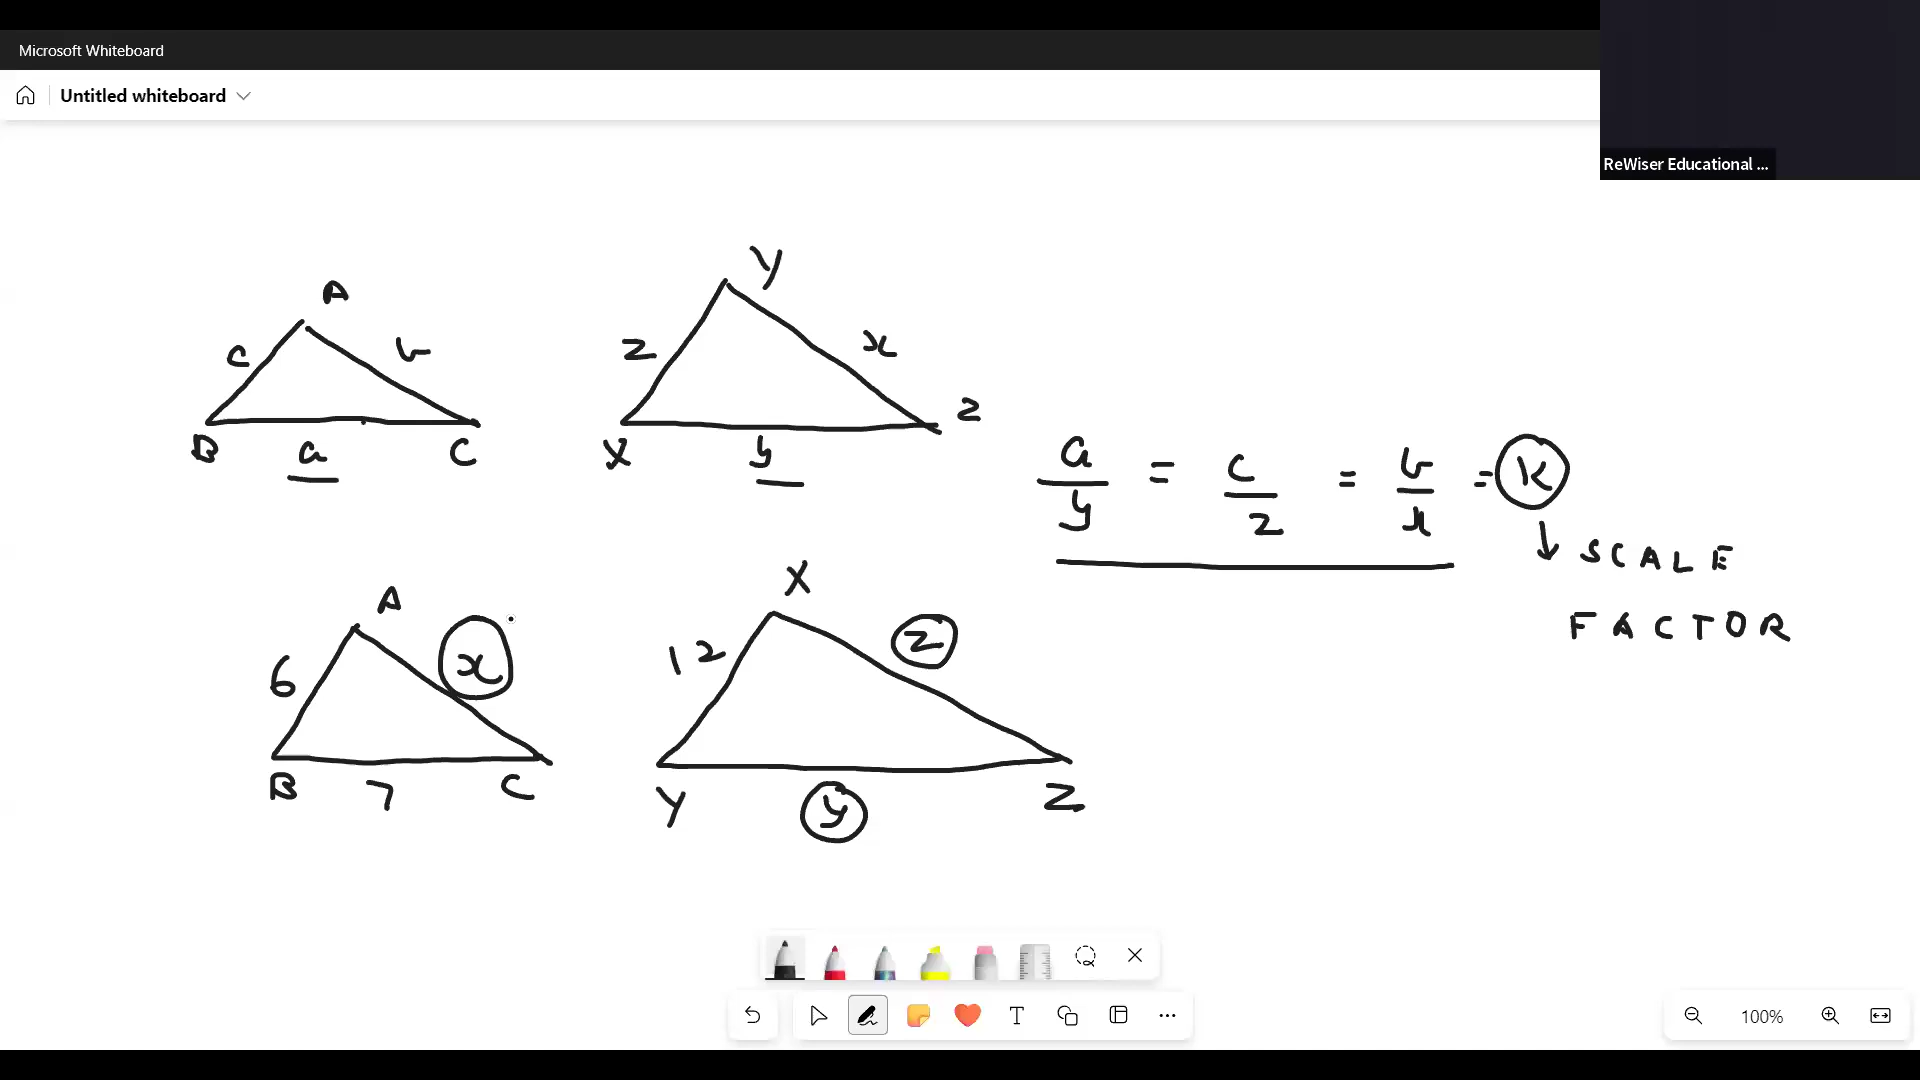 Microsoft Whiteboard
Untitled whiteboard
ReWiser Educational ...
A
c b
B a C
Y
z x
X y Z
a/y = c/z = b/x = K
↓ SCALE
FACTOR
A
6 x
B 7 C
X
12 z
Y y Z
100%